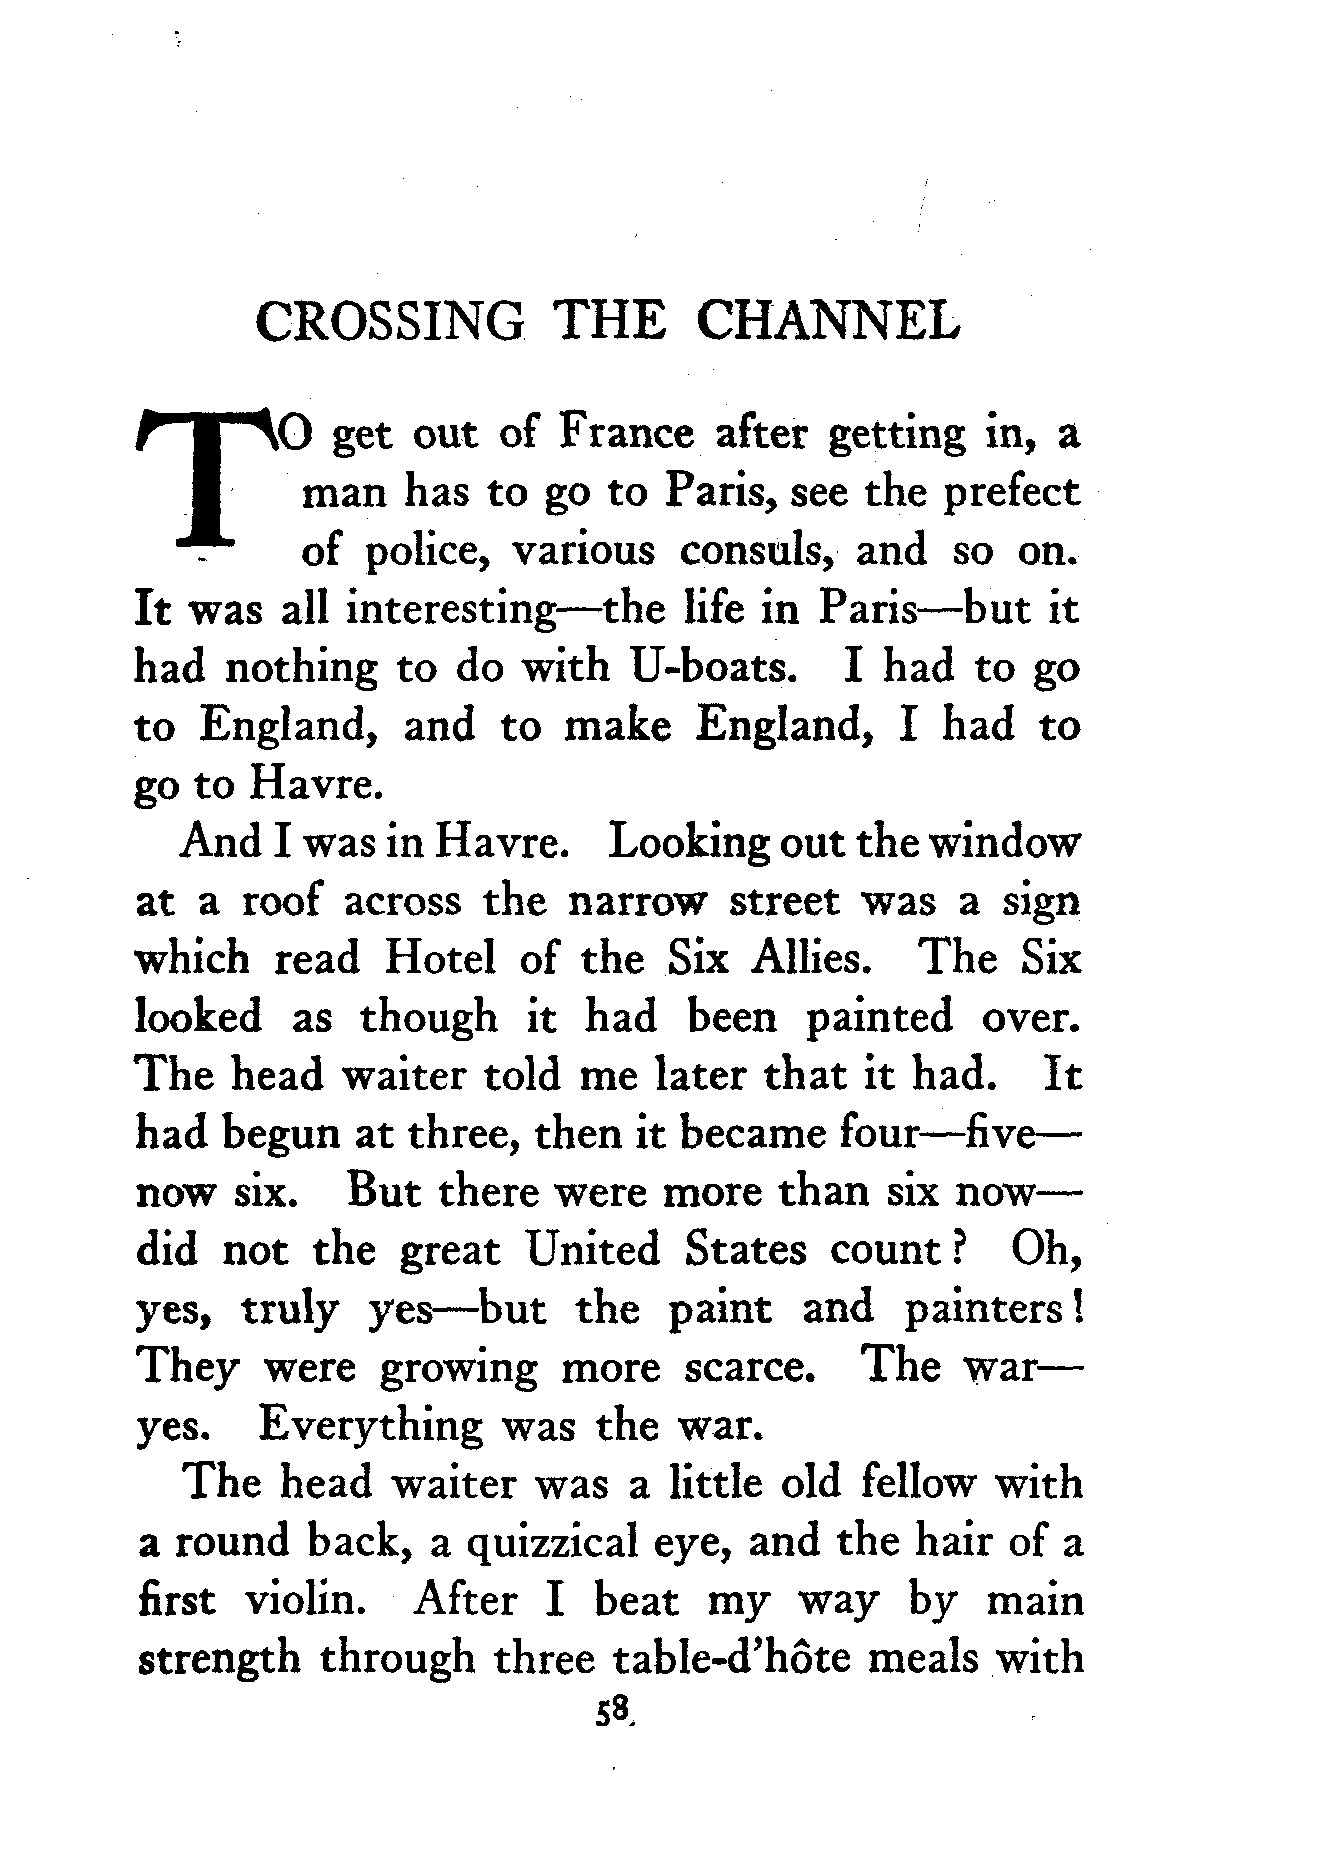 CROSSING THE CHANNEL
TO get out of France after getting in, a
man has to go to Paris, see the prefect
of police, various consuls, and so on.
It was all interesting—the life in Paris—but it
had nothing to do with U-boats. I had to go
to England, and to make England, I had to
go to Havre.
And I was in Havre. Looking out the window
at a roof across the narrow street was a sign
which read Hotel of the Six Allies. The Six
looked as though it had been painted over.
The head waiter told me later that it had. It
had begun at three, then it became four—five—
now six. But there were more than six now—
did not the great United States count? Oh,
yes, truly yes—but the paint and painters!
They were growing more scarce. The war—
yes. Everything was the war.
The head waiter was a little old fellow with
a round back, a quizzical eye, and the hair of a
first violin. After I beat my way by main
strength through three table-d'hôte meals with
58